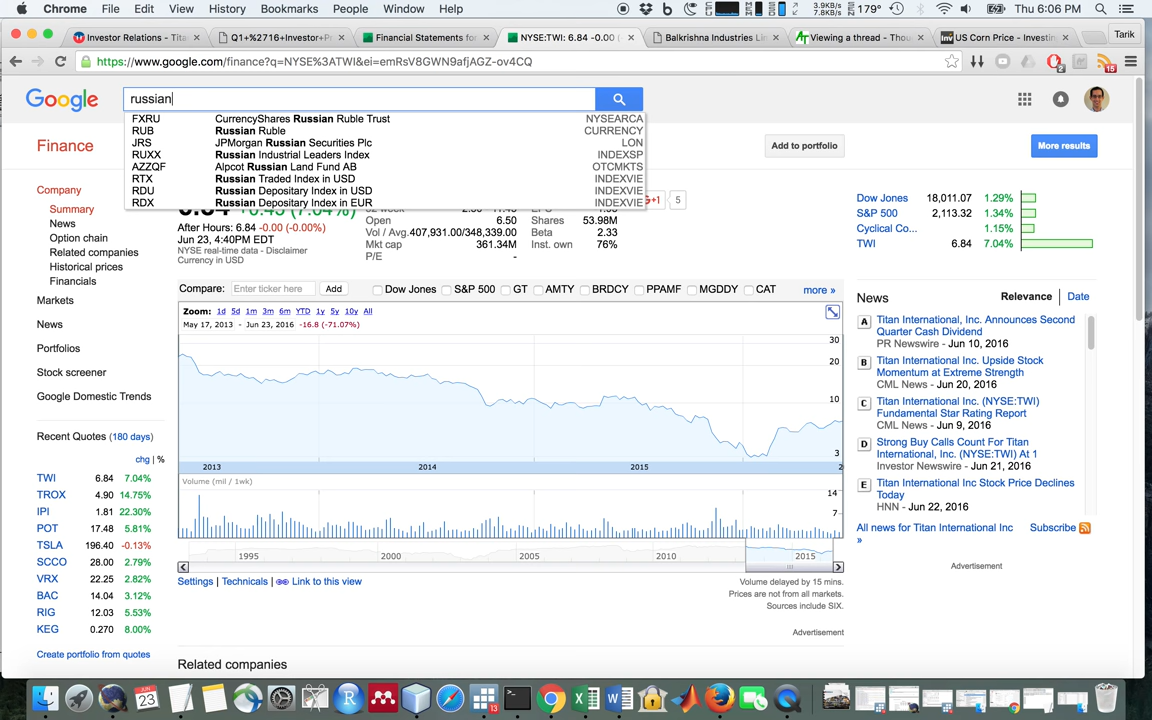 Chrome File Edit View History Bookmarks People Window Help
3.9KB/s
7.8KB/s
179° Thu 6:06 PM
Investor Relations - Tita
Q1+%2716+Investor+P
Financial Statements for
NYSE:TWI: 6.84 -0.00 (
Balkrishna Industries Lim
Viewing a thread - Thou
US Corn Price - Investing
Tarik
https://www.google.com/finance?q=NYSE%3ATWI&ei=emRsV8GWN9afjAGZ-ov4CQ
Google
russian
FXRU CurrencyShares Russian Ruble Trust NYSEARCA
RUB Russian Ruble CURRENCY
JRS JPMorgan Russian Securities Plc LON
RUXX Russian Industrial Leaders Index INDEXSP
AZZQF Alpcot Russian Land Fund AB OTCMKTS
RTX Russian Traded Index in USD INDEXVIE
RDU Russian Depositary Index in USD INDEXVIE
RDX Russian Depositary Index in EUR INDEXVIE
Finance
Add to portfolio
More results
Company
Summary
News
Option chain
Related companies
Historical prices
Financials
Markets
News
Portfolios
Stock screener
Google Domestic Trends
Recent Quotes (180 days)
chg | %
TWI 6.84 7.04%
TROX 4.90 14.75%
IPI 1.81 22.30%
POT 17.48 5.81%
TSLA 196.40 -0.13%
SCCO 28.00 2.79%
VRX 22.25 2.82%
BAC 14.04 3.12%
RIG 12.03 5.53%
KEG 0.270 8.00%
Create portfolio from quotes
After Hours: 6.84 -0.00 (-0.00%)
Jun 23, 4:40PM EDT
NYSE real-time data - Disclaimer
Currency in USD
Open 6.50
Vol / Avg. 407,931.00/348,339.00
Mkt cap 361.34M
P/E -
Shares 53.98M
Beta 2.33
Inst. own 76%
+1 5
Dow Jones 18,011.07 1.29%
S&P 500 2,113.32 1.34%
Cyclical Co... 1.15%
TWI 6.84 7.04%
Compare: Enter ticker here Add Dow Jones S&P 500 GT AMTY BRDCY PPAMF MGDDY CAT more »
Zoom: 1d 5d 1m 3m 6m YTD 1y 5y 10y All
May 17, 2013 - Jun 23, 2016 -16.8 (-71.07%)
30
20
10
3
2013 2014 2015 2
Volume (mil / 1wk)
14
7
1995 2000 2005 2010 2015
Settings | Technicals | Link to this view
Volume delayed by 15 mins.
Prices are not from all markets.
Sources include SIX.
Advertisement
Related companies
News
Relevance | Date
A Titan International, Inc. Announces Second
Quarter Cash Dividend
PR Newswire - Jun 10, 2016
B Titan International Inc. Upside Stock
Momentum at Extreme Strength
CML News - Jun 20, 2016
C Titan International Inc. (NYSE:TWI)
Fundamental Star Rating Report
CML News - Jun 9, 2016
D Strong Buy Calls Count For Titan
International, Inc. (NYSE:TWI) At 1
Investor Newswire - Jun 21, 2016
E Titan International Inc Stock Price Declines
Today
HNN - Jun 22, 2016
All news for Titan International Inc
»
Subscribe
Advertisement